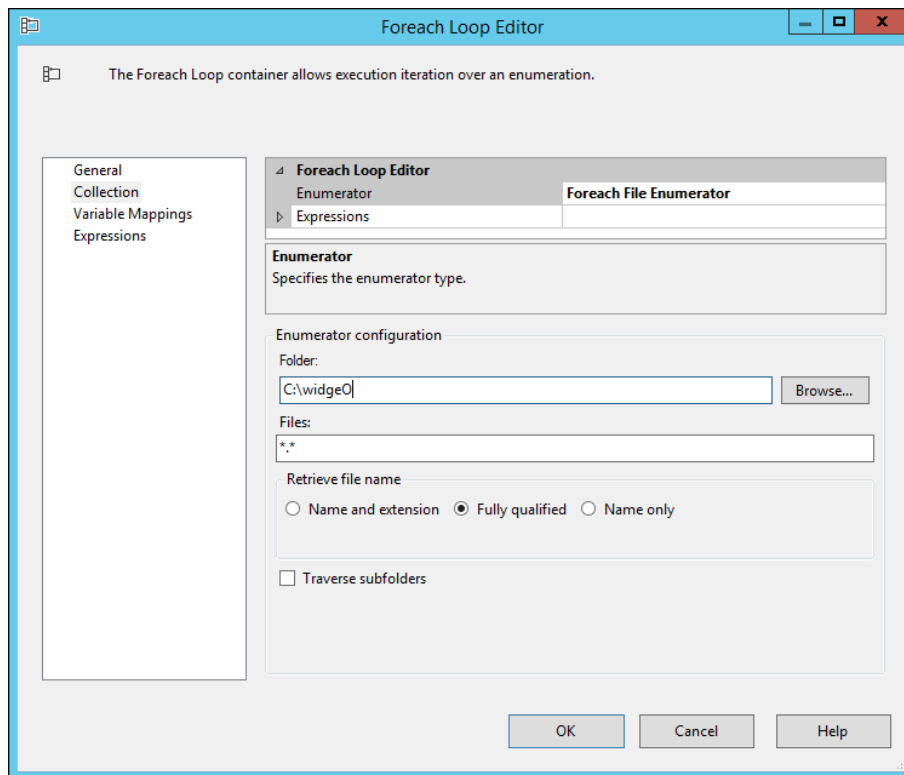 Foreach Loop Editor
The Foreach Loop container allows execution iteration over an enumeration.
General
Collection
Variable Mappings
Expressions
Foreach Loop Editor
Enumerator Foreach File Enumerator
Expressions
Enumerator
Specifies the enumerator type.
Enumerator configuration
Folder:
C:\widgeO
Browse...
Files:
*.*
Retrieve file name
Name and extension Fully qualified Name only
Traverse subfolders
OK Cancel Help